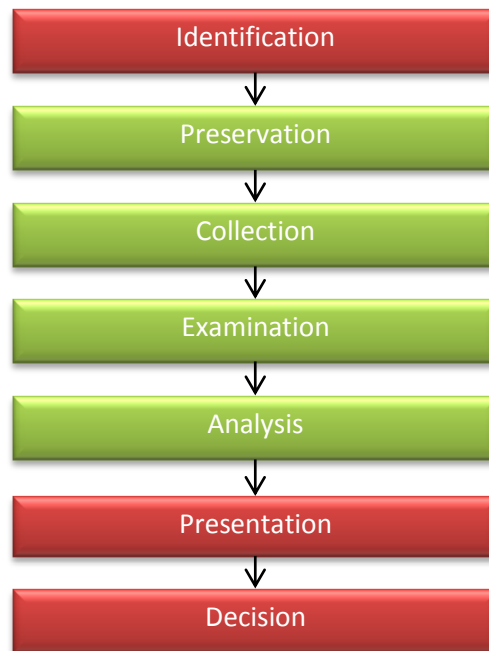 Identification
Preservation
Collection
Examination
Analysis
Presentation
Decision